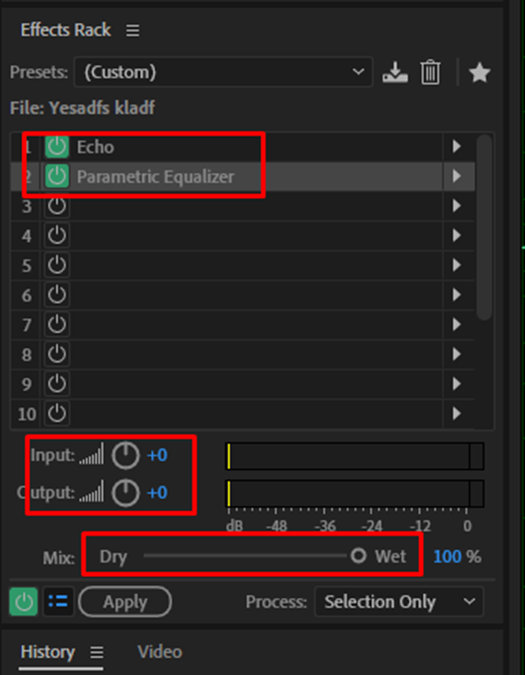 Effects Rack
Presets: (Custom)
File: Yesadfs kladf
1 Echo
2 Parametric Equalizer
3
4
5
6
7
8
9
10
Input: +0
Output: +0
dB -48 -36 -24 -12 0
Mix: Dry Wet 100 %
Apply Process: Selection Only
History Video